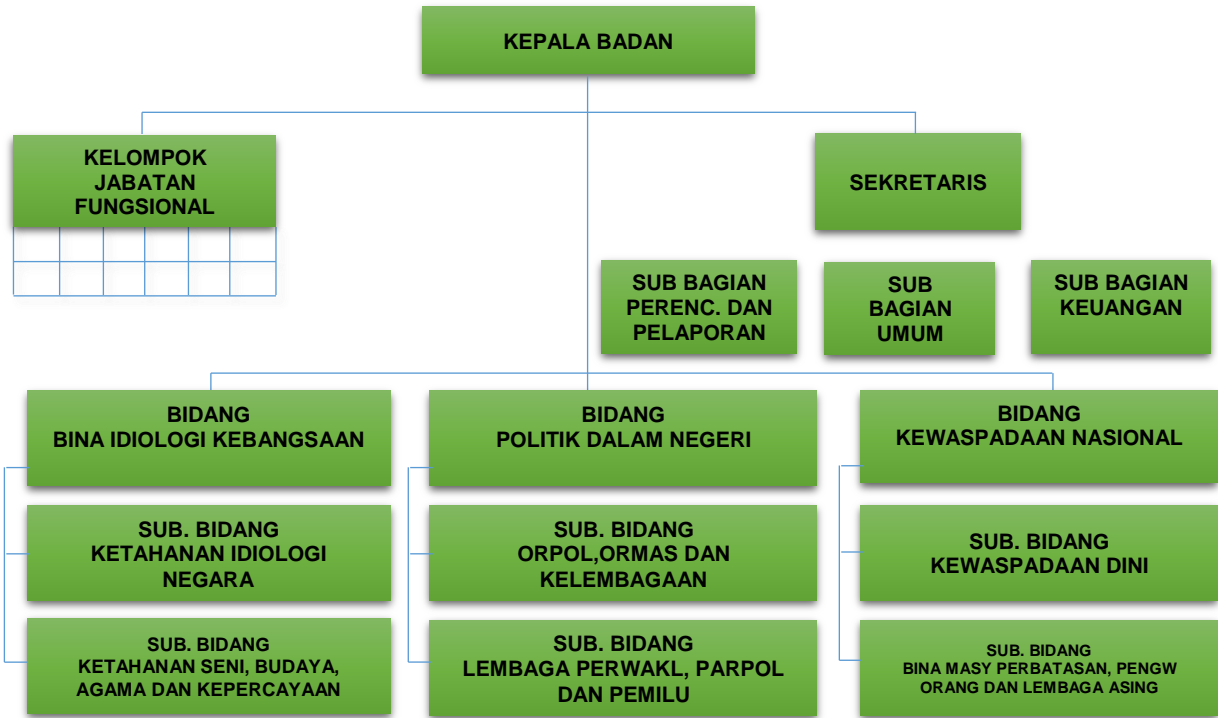 KEPALA BADAN
KELOMPOK
JABATAN
FUNGSIONAL
SEKRETARIS
SUB BAGIAN
PERENC. DAN
PELAPORAN
SUB
BAGIAN
UMUM
SUB BAGIAN
KEUANGAN
BIDANG
BINA IDIOLOGI KEBANGSAAN
BIDANG
POLITIK DALAM NEGERI
BIDANG
KEWASPADAAN NASIONAL
SUB. BIDANG
KETAHANAN IDIOLOGI
NEGARA
SUB. BIDANG
ORPOL,ORMAS DAN
KELEMBAGAAN
SUB. BIDANG
KEWASPADAAN DINI
SUB. BIDANG
KETAHANAN SENI, BUDAYA,
AGAMA DAN KEPERCAYAAN
SUB. BIDANG
LEMBAGA PERWAKL, PARPOL
DAN PEMILU
SUB. BIDANG
BINA MASY PERBATASAN, PENGW
ORANG DAN LEMBAGA ASING